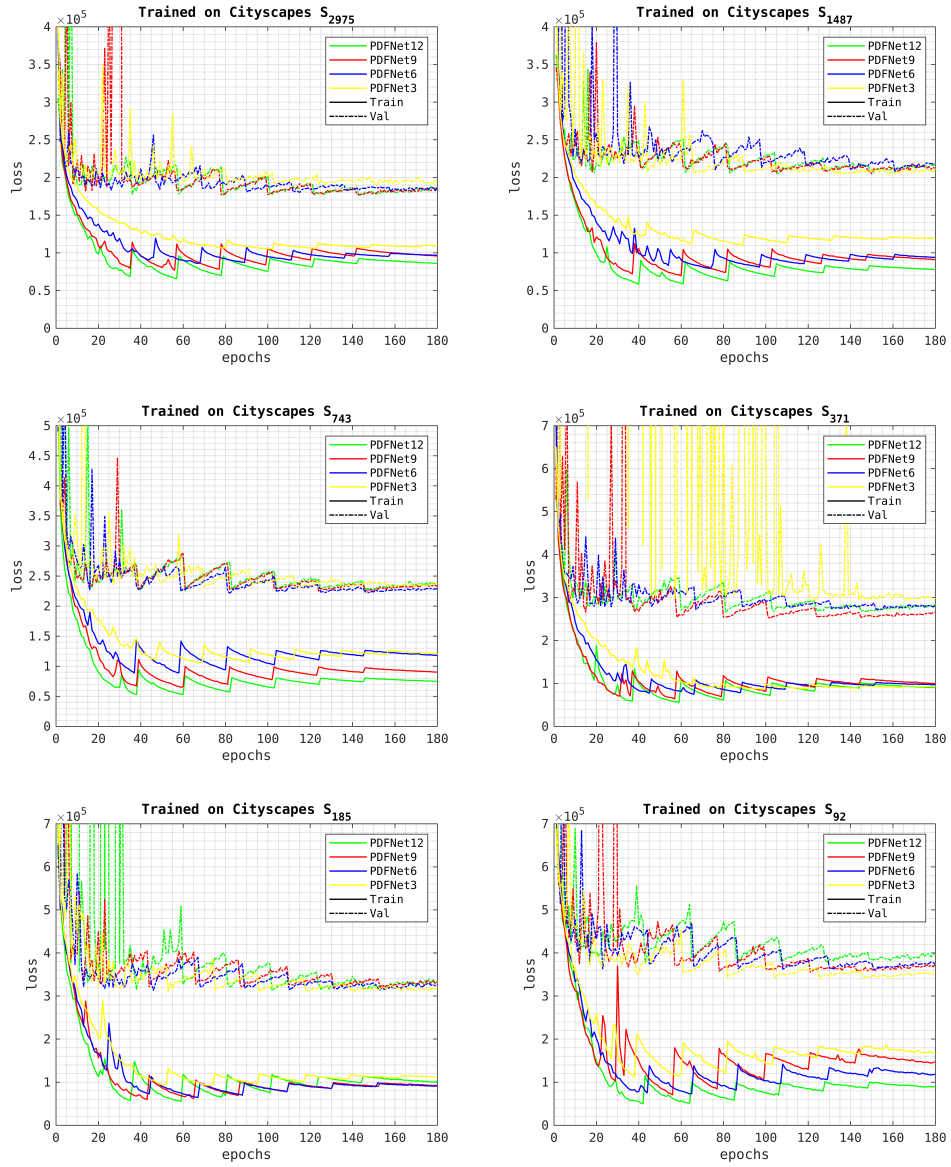 Trained on Cityscapes S2975
×10^5
4
3.5
3
2.5
2
1.5
1
0.5
0
loss
PDFNet12
PDFNet9
PDFNet6
PDFNet3
Train
Val
0 20 40 60 80 100 120 140 160 180
epochs
Trained on Cityscapes S1487
×10^5
4
3.5
3
2.5
2
1.5
1
0.5
0
loss
PDFNet12
PDFNet9
PDFNet6
PDFNet3
Train
Val
0 20 40 60 80 100 120 140 160 180
epochs
Trained on Cityscapes S743
×10^5
5
4.5
4
3.5
3
2.5
2
1.5
1
0.5
0
loss
PDFNet12
PDFNet9
PDFNet6
PDFNet3
Train
Val
0 20 40 60 80 100 120 140 160 180
epochs
Trained on Cityscapes S371
×10^5
7
6
5
4
3
2
1
0
loss
PDFNet12
PDFNet9
PDFNet6
PDFNet3
Train
Val
0 20 40 60 80 100 120 140 160 180
epochs
Trained on Cityscapes S185
×10^5
7
6
5
4
3
2
1
0
loss
PDFNet12
PDFNet9
PDFNet6
PDFNet3
Train
Val
0 20 40 60 80 100 120 140 160 180
epochs
Trained on Cityscapes S92
×10^5
7
6
5
4
3
2
1
0
loss
PDFNet12
PDFNet9
PDFNet6
PDFNet3
Train
Val
0 20 40 60 80 100 120 140 160 180
epochs